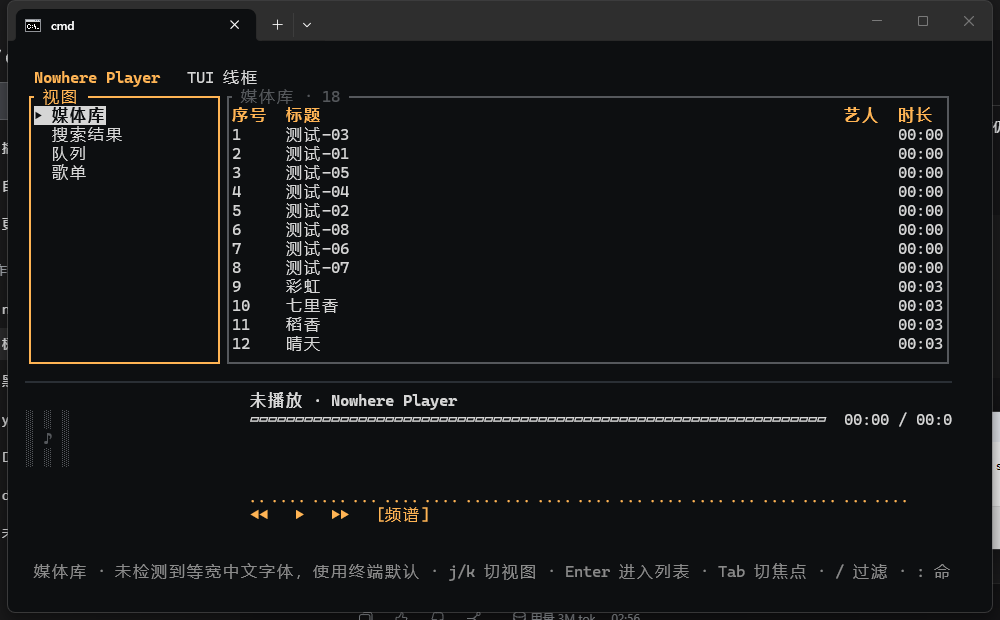 cmd
Nowhere Player TUI 线框
视图
媒体库
搜索结果
队列
歌单
媒体库 · 18
序号 标题 艺人 时长
1 测试-03 00:00
2 测试-01 00:00
3 测试-05 00:00
4 测试-04 00:00
5 测试-02 00:00
6 测试-08 00:00
7 测试-06 00:00
8 测试-07 00:00
9 彩虹 00:03
10 七里香 00:03
11 稻香 00:03
12 晴天 00:03
未播放 · Nowhere Player
00:00 / 00:0
[频谱]
媒体库 · 未检测到等宽中文字体，使用终端默认 · j/k 切视图 · Enter 进入列表 · Tab 切焦点 · / 过滤 · : 命